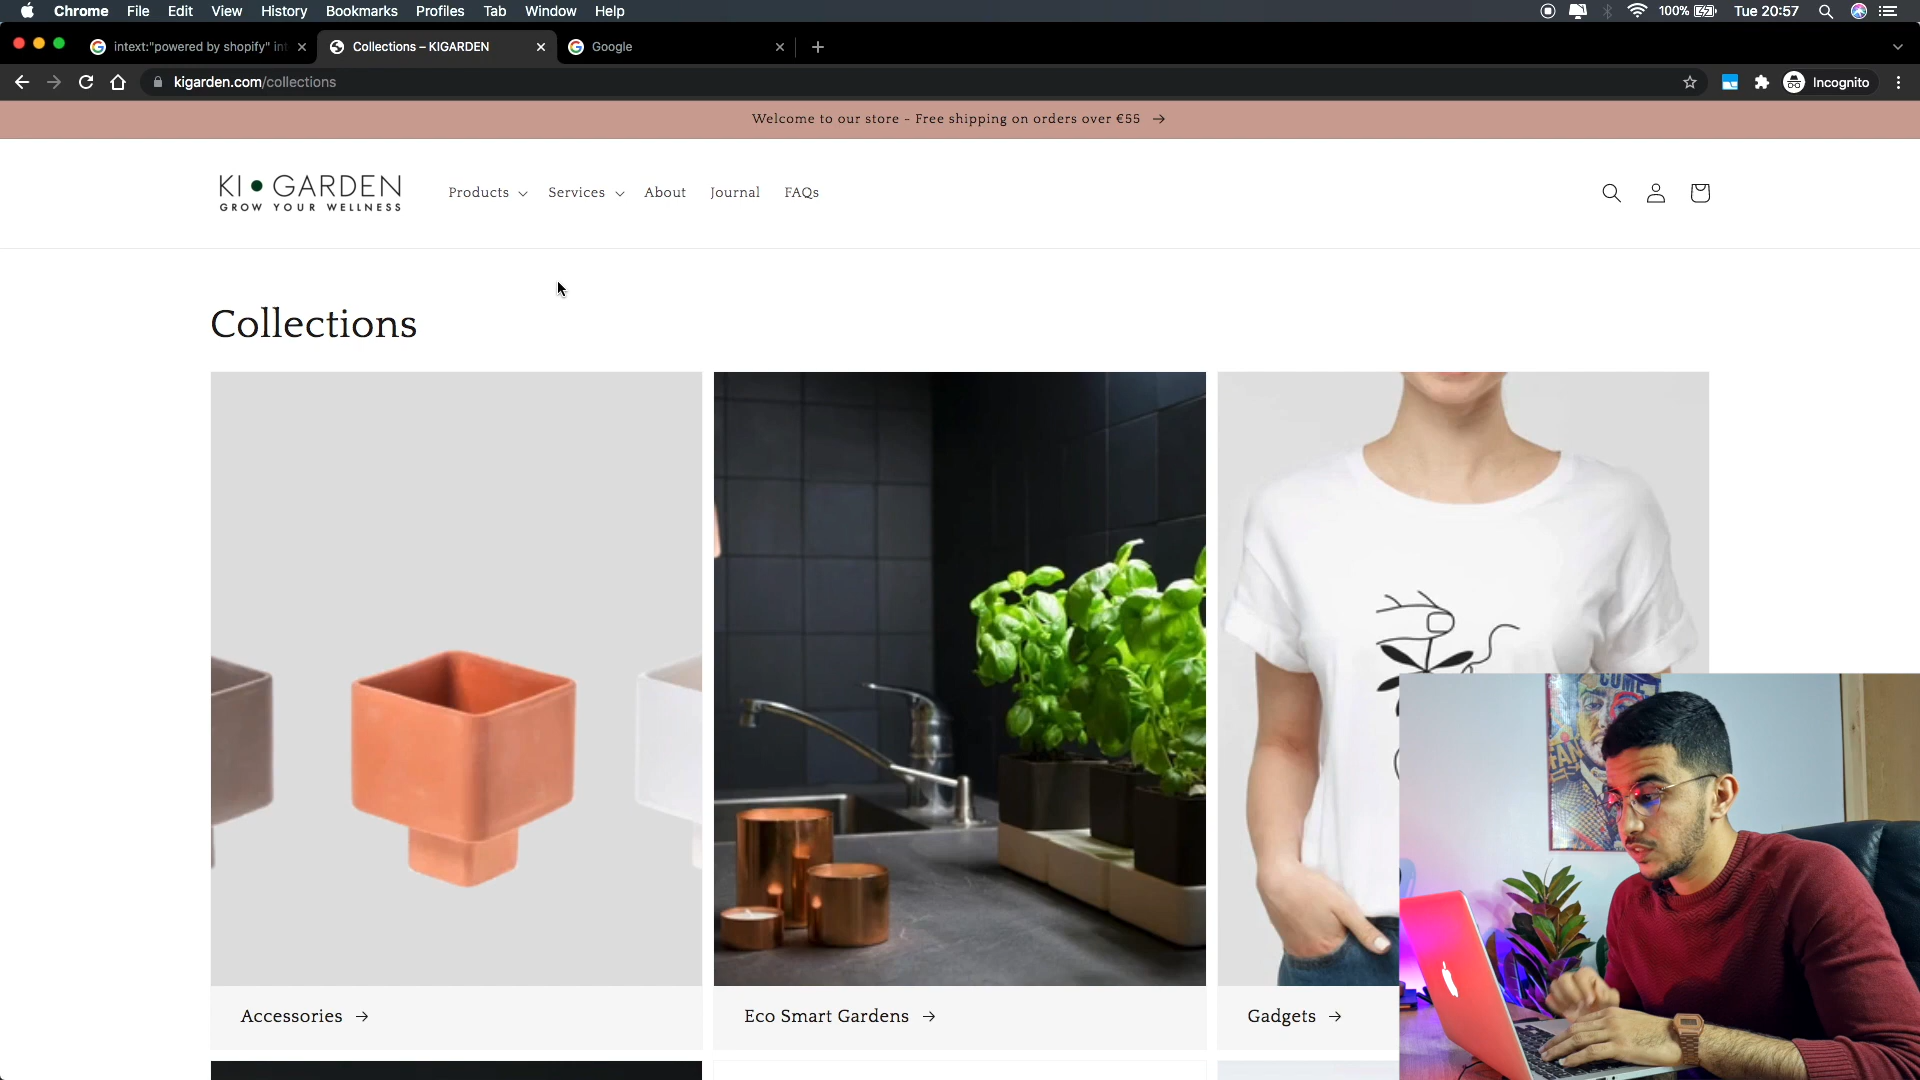 Chrome File Edit View History Bookmarks Profiles Tab Window Help 100% Tue 20:57
intext:"powered by shopify" int
Collections – KIGARDEN
Google
kigarden.com/collections
Incognito
Welcome to our store - Free shipping on orders over €55 →
KI•GARDEN
GROW YOUR WELLNESS
Products Services About Journal FAQs
Collections
Accessories →
Eco Smart Gardens →
Gadgets →
COME